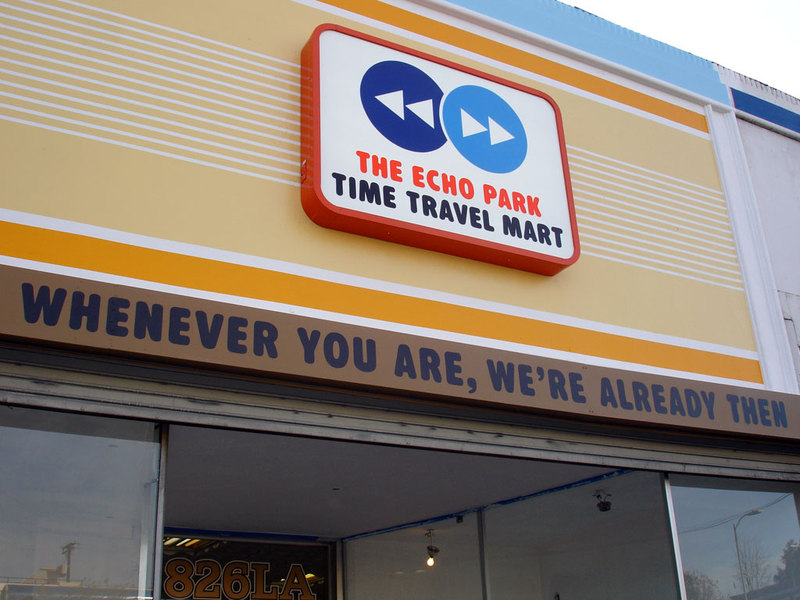 THE ECHO PARK
TIME TRAVEL MART
WHENEVER YOU ARE, WE'RE ALREADY THEN
826LA